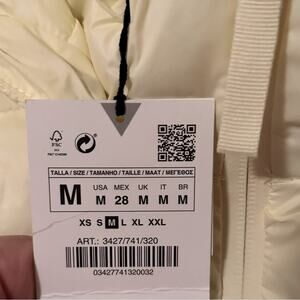 FSC
TALLA / SIZE / TAMANHO / TAILLE / MAAT / ΜΕΓΕΘΟΣ
M
USA MEX UK IT BR
M 28 M M M
XS S M L XL XXL
ART.: 3427/741/320
03427741320032